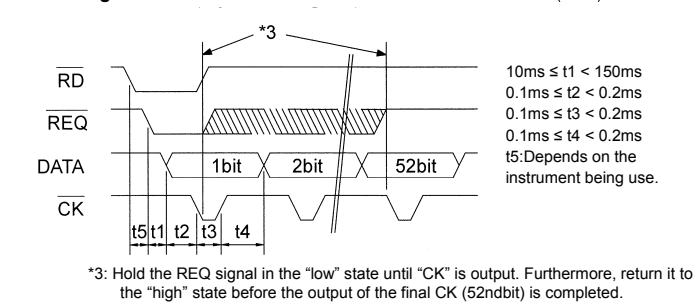 *3
RD
REQ
DATA
CK
1bit
2bit
52bit
t5 t1 t2 t3 t4
10ms ≤ t1 < 150ms
0.1ms ≤ t2 < 0.2ms
0.1ms ≤ t3 < 0.2ms
0.1ms ≤ t4 < 0.2ms
t5:Depends on the
instrument being use.
*3: Hold the REQ signal in the “low” state until “CK” is output. Furthermore, return it to
the “high” state before the output of the final CK (52ndbit) is completed.